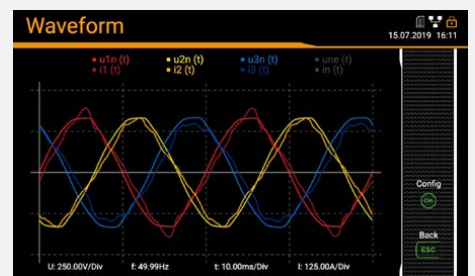 Waveform
15.07.2019 16:11
u1n (t) u2n (t) u3n (t) une (t)
i1 (t) i2 (t) i3 (t) in (t)
Config
CH
Back
ESC
U: 250.00V/Div f: 49.99Hz t: 10.00ms/Div I: 125.00A/Div